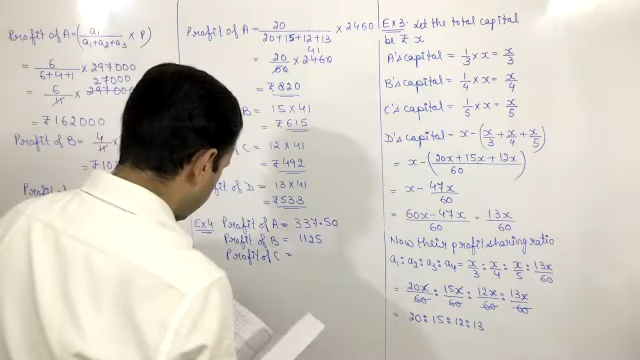 Profit of A = (a1/(a1+a2+a3) × P)
= 6/(6+4+1) × 297000
27000
= 6/11 × 297000
= ₹ 162000
Profit of B = 4/11 ×
= ₹ 10
Profit of A = 20/(20+15+12+13) × 2460
41
= 20/60 × 2460
= ₹ 820
B = 15 × 41
= ₹ 615
of C = 12 × 41
= ₹ 492
of D = 13 × 41
= ₹ 533
Ex 4 Profit of A = 337.50
Profit of B = 1125
Profit of C =
Ex 3: Let the total capital
be ₹ x
A's capital = 1/3 × x = x/3
B's capital = 1/4 × x = x/4
C's capital = 1/5 × x = x/5
D's capital = x - (x/3 + x/4 + x/5)
= x - ((20x + 15x + 12x)/60)
= x - 47x/60
= (60x - 47x)/60 = 13x/60
Now their profit sharing ratio
a1 : a2 : a3 : a4 = x/3 : x/4 : x/5 : 13x/60
= 20x/60 : 15x/60 : 12x/60 : 13x/60
= 20 : 15 : 12 : 13